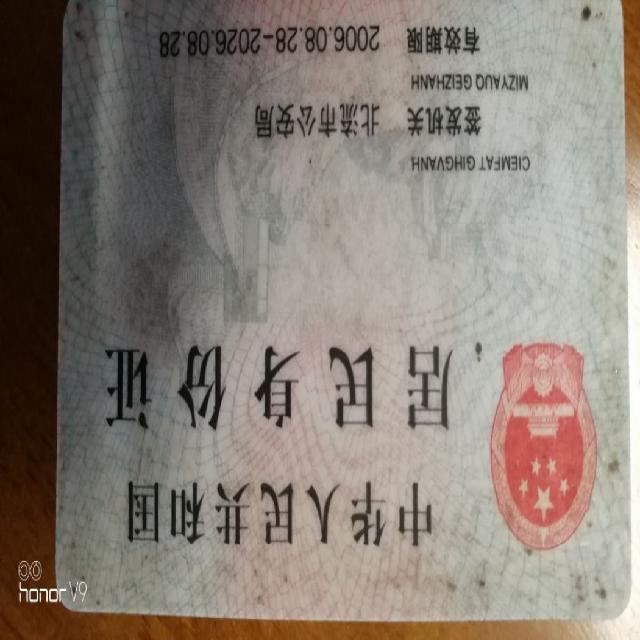 中华人民共和国
居民身份证
CIEMFAT GIHGVANH
签发机关 北流市公安局
MIZYAUQ GEIZHANH
有效期限 2006.08.28-2026.08.28
honor V9